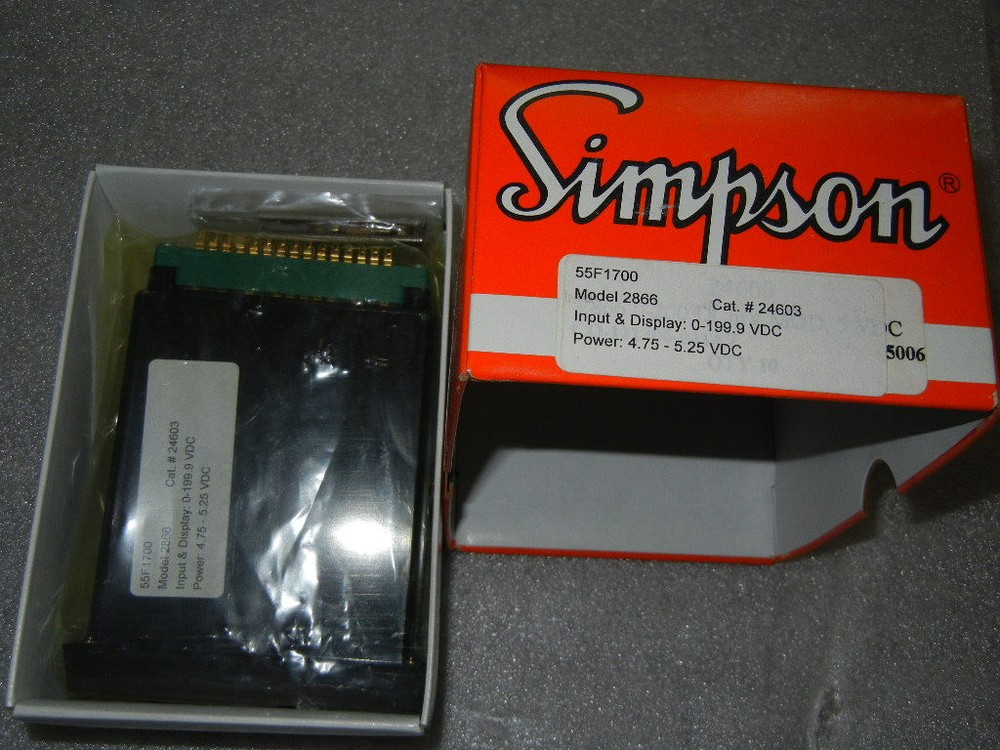 Simpson®
55F1700
Model 2866 Cat. # 24603
Input & Display: 0-199.9 VDC
Power: 4.75 - 5.25 VDC
DC
5006
55F1700
Model 2866 Cat. # 24603
Input & Display: 0-199.9 VDC
Power: 4.75 - 5.25 VDC